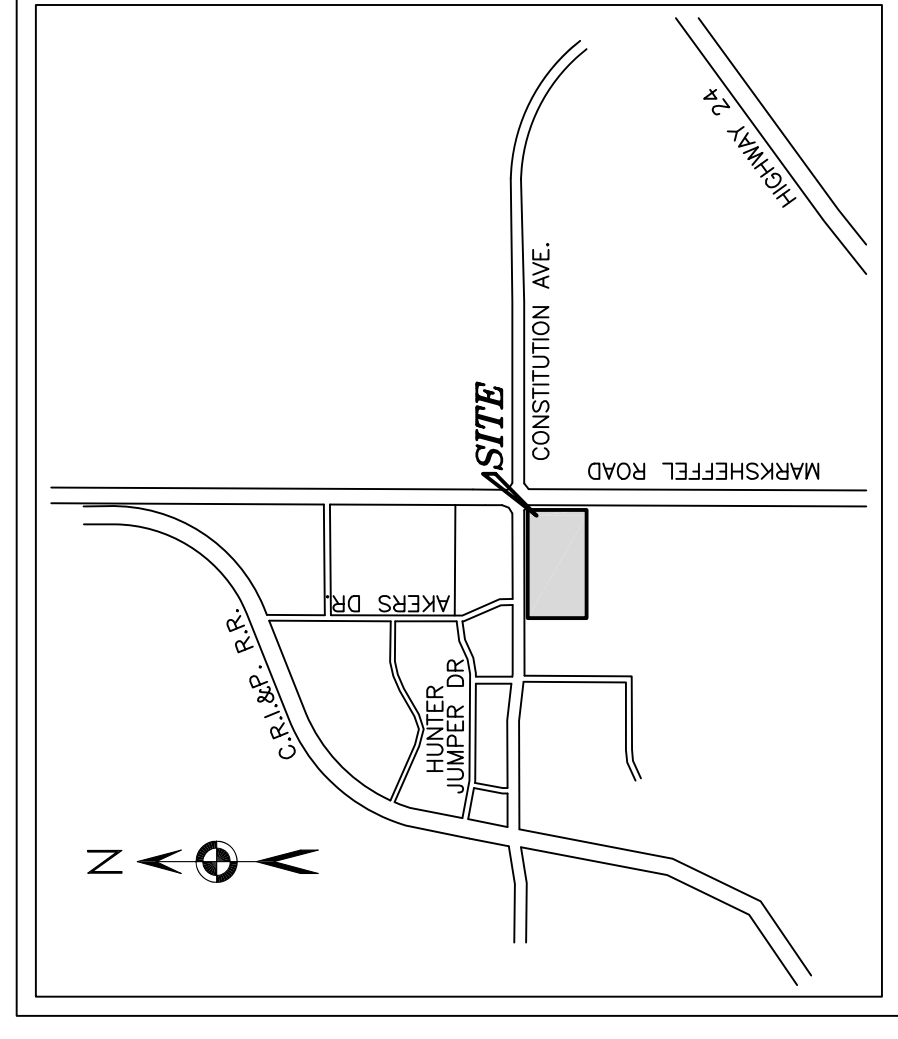 HIGHWAY 24
CONSTITUTION AVE.
SITE
MARKSHEFFEL ROAD
AKERS DR.
C.R.I.&P. R.R.
HUNTER
JUMPER DR
N